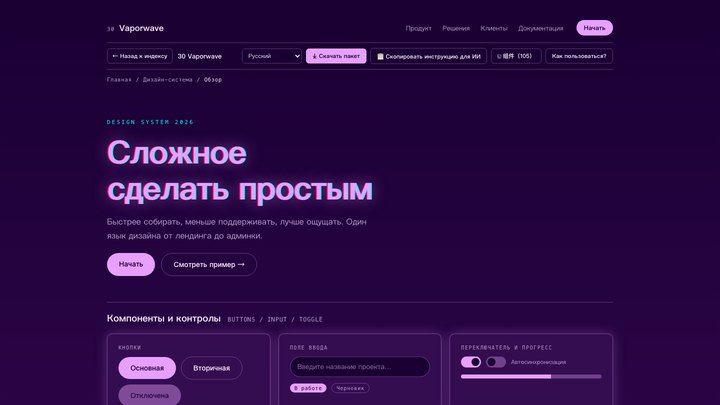 30 Vaporwave
Продукт Решения Клиенты Документация Начать
← Назад к индексу 30 Vaporwave Русский Скачать пакет Скопировать инструкцию для ИИ 组件 (105) Как пользоваться?
Главная / Дизайн-система / Обзор
DESIGN SYSTEM 2026
Сложное
сделать простым
Быстрее собирать, меньше поддерживать, лучше ощущать. Один
язык дизайна от лендинга до админки.
Начать Смотреть пример →
Компоненты и контролы BUTTONS / INPUT / TOGGLE
КНОПКИ
Основная Вторичная
Отключена
ПОЛЕ ВВОДА
Введите название проекта...
В работе Черновик
ПЕРЕКЛЮЧАТЕЛЬ И ПРОГРЕСС
Автосинхронизация